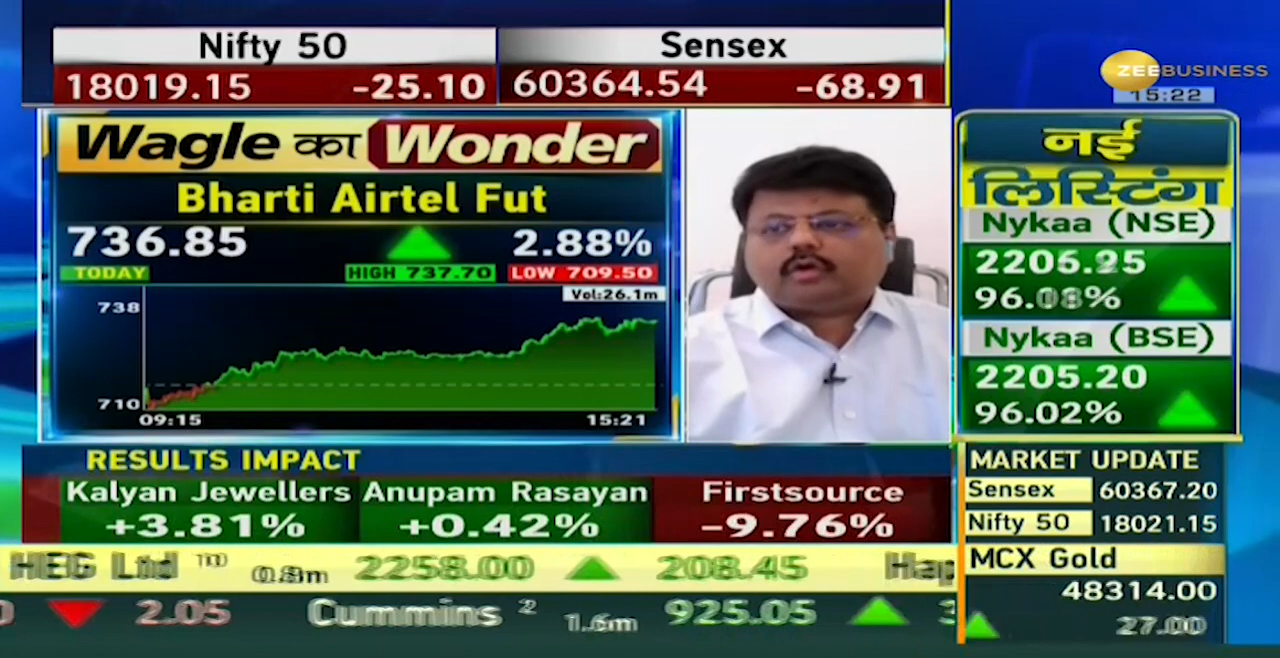 Nifty 50
18019.15 -25.10
Sensex
60364.54 -68.91
ZEEBUSINESS
15:22
Wagle का Wonder
Bharti Airtel Fut
736.85 2.88%
TODAY HIGH 737.70 LOW 709.50
Vol:26.1m
738
710
09:15 15:21
नई
लिस्टिंग
Nykaa (NSE)
2206.95
96.08%
Nykaa (BSE)
2205.20
96.02%
RESULTS IMPACT
Kalyan Jewellers Anupam Rasayan Firstsource
+3.81% +0.42% -9.76%
MARKET UPDATE
Sensex 60367.20
Nifty 50 18021.15
MCX Gold
48314.00
27.00
HEG Ltd 2258.00 208.45 Hap
2.05 Cummins 2 1.6m 925.05